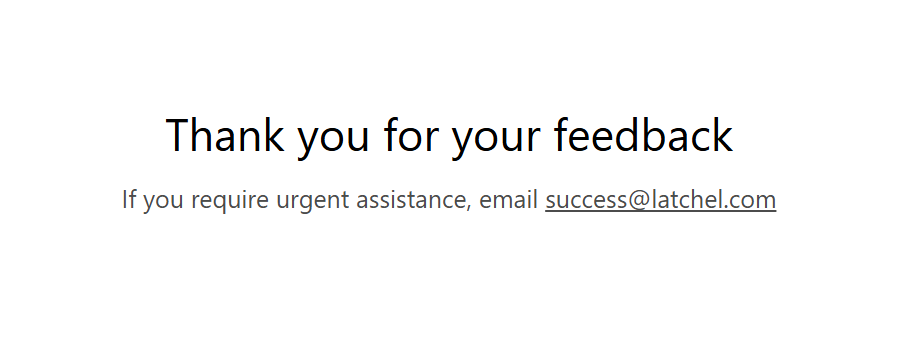 Thank you for your feedback
If you require urgent assistance, email success@latchel.com